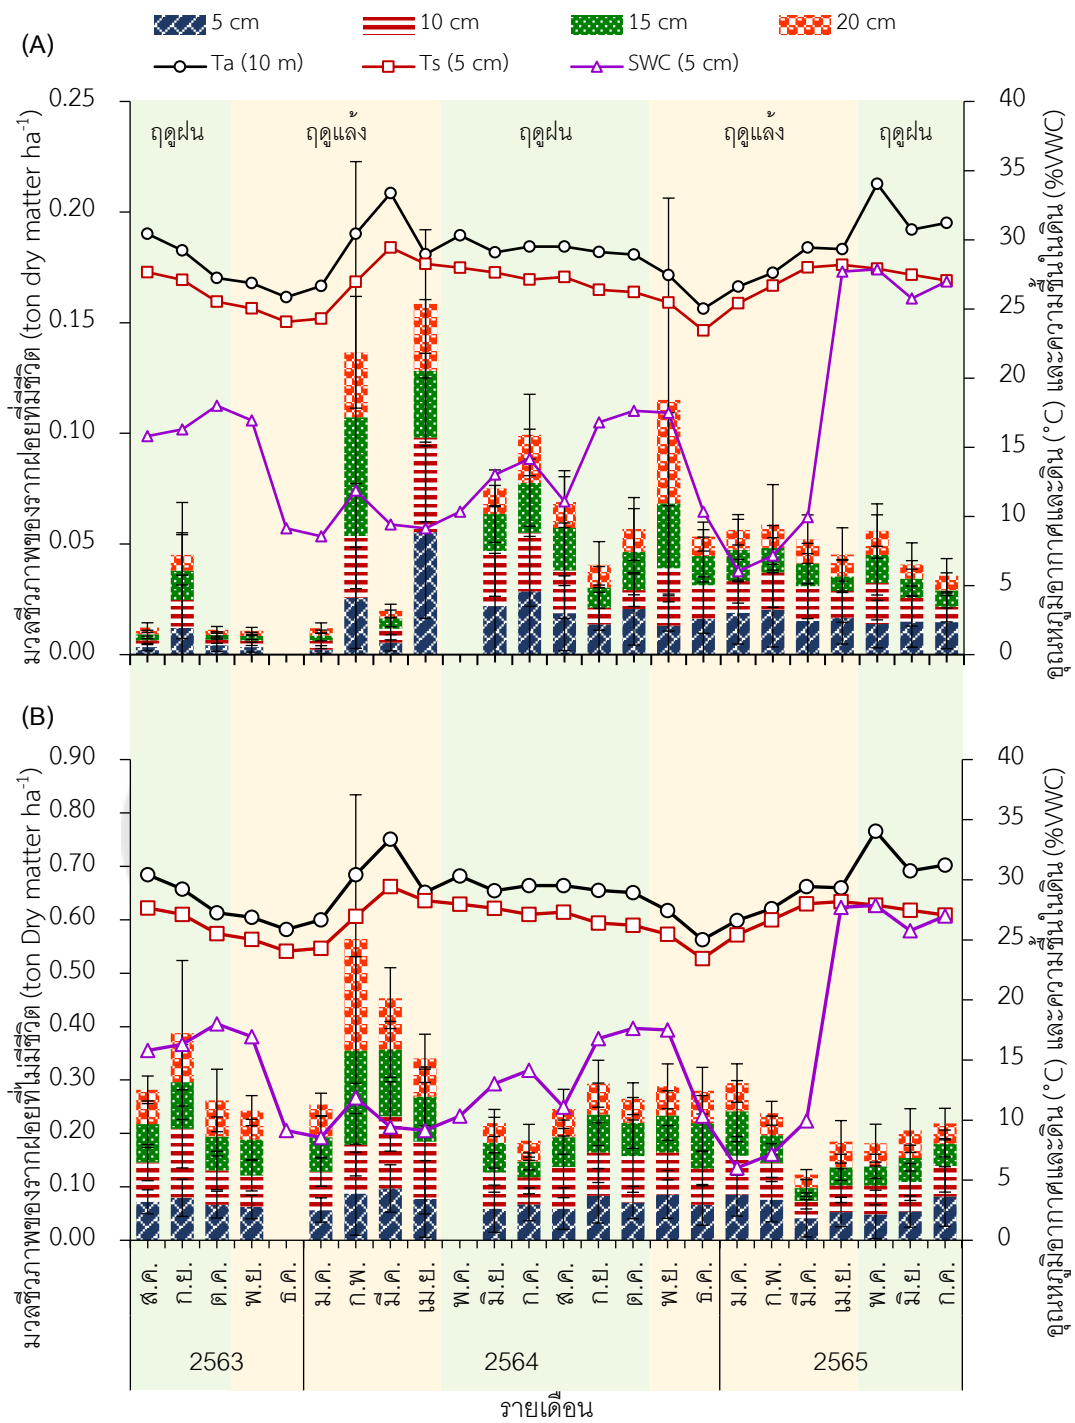 5 cm 10 cm 15 cm 20 cm
Ta (10 m) Ts (5 cm) SWC (5 cm)
(A)
มวลชีวภาพของรากฝอยที่มีชีวิต (ton dry matter ha⁻¹)
0.25
0.20
0.15
0.10
0.05
0.00
ฤดูฝน ฤดูแล้ง ฤดูฝน ฤดูแล้ง ฤดูฝน
40
35
30
25
20
15
10
5
0
อุณหภูมิอากาศและดิน (°C) และความชื้นในดิน (%VWC)
(B)
มวลชีวภาพของรากฝอยที่ไม่มีชีวิต (ton Dry matter ha⁻¹)
0.90
0.80
0.70
0.60
0.50
0.40
0.30
0.20
0.10
0.00
40
35
30
25
20
15
10
5
0
อุณหภูมิอากาศและดิน (°C) และความชื้นในดิน (%VWC)
ส.ค. ก.ย. ต.ค. พ.ย. ธ.ค. ม.ค. ก.พ. มี.ค. เม.ย. พ.ค. มิ.ย. ก.ค. ส.ค. ก.ย. ต.ค. พ.ย. ธ.ค. ม.ค. ก.พ. มี.ค. เม.ย. พ.ค. มิ.ย. ก.ค.
2563 2564 2565
รายเดือน